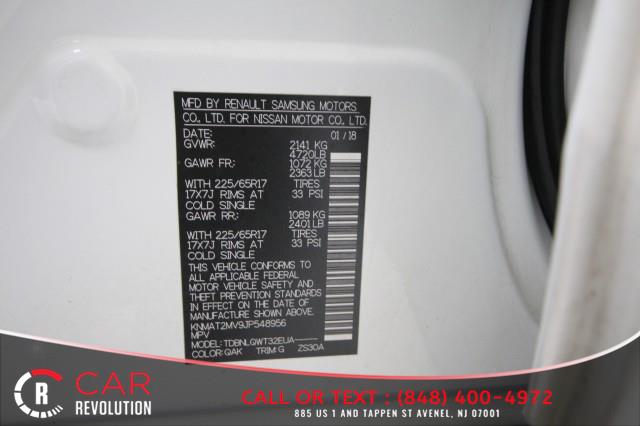 MFD BY RENAULT SAMSUNG MOTORS
CO., LTD. FOR NISSAN MOTOR CO., LTD.
DATE: 01/18
GVWR: 2141 KG
4720LB
GAWR FR: 1072 KG
2363 LB
WITH 225/65R17 TIRES
17X7J RIMS AT 33 PSI
COLD SINGLE
GAWR RR: 1089 KG
2401 LB
WITH 225/65R17 TIRES
17X7J RIMS AT 33 PSI
COLD SINGLE
THIS VEHICLE CONFORMS TO
ALL APPLICABLE FEDERAL
MOTOR VEHICLE SAFETY AND
THEFT PREVENTION STANDARDS
IN EFFECT ON THE DATE OF
MANUFACTURE SHOWN ABOVE.
KNMAT2MV9JP548956
MPV
TYPE: TDBNLQWT32EUA-----
COLOR: QAK TRIM: G ZS30A
R CAR
REVOLUTION
CALL OR TEXT: (848) 400-4972
885 US 1 AND TAPPEN ST AVENEL, NJ 07001